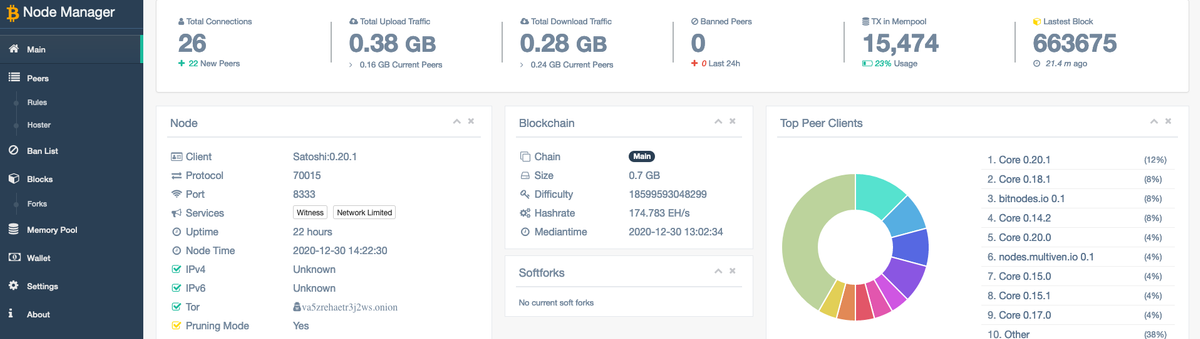 Node Manager
Main
Peers
Rules
Hoster
Ban List
Blocks
Forks
Memory Pool
Wallet
Settings
About
Total Connections
26
22 New Peers
Total Upload Traffic
0.38 GB
0.16 GB Current Peers
Total Download Traffic
0.28 GB
0.24 GB Current Peers
Banned Peers
0
0 Last 24h
TX in Mempool
15,474
23% Usage
Lastest Block
663675
21.4 m ago
Node
Client Satoshi:0.20.1
Protocol 70015
Port 8333
Services Witness Network Limited
Uptime 22 hours
Node Time 2020-12-30 14:22:30
IPv4 Unknown
IPv6 Unknown
Tor va5zrehaetr3j2ws.onion
Pruning Mode Yes
Blockchain
Chain Main
Size 0.7 GB
Difficulty 18599593048299
Hashrate 174.783 EH/s
Mediantime 2020-12-30 13:02:34
Softforks
No current soft forks
Top Peer Clients
1. Core 0.20.1 (12%)
2. Core 0.18.1 (8%)
3. bitnodes.io 0.1 (8%)
4. Core 0.14.2 (8%)
5. Core 0.20.0 (4%)
6. nodes.multiven.io 0.1 (4%)
7. Core 0.15.0 (4%)
8. Core 0.15.1 (4%)
9. Core 0.17.0 (4%)
10. Other (38%)